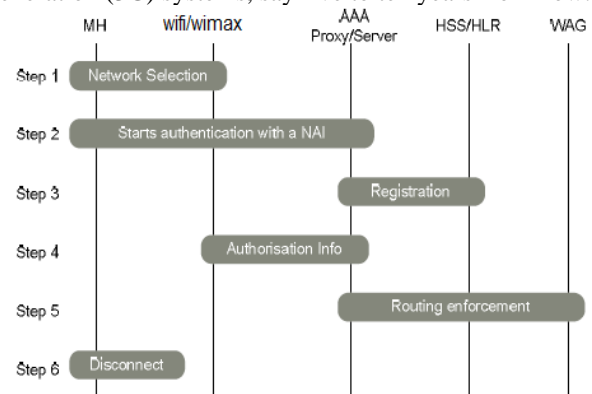 MH wifi/wimax AAA Proxy/Server HSS/HLR WAG
Step 1 Network Selection
Step 2 Starts authentication with a NAI
Step 3 Registration
Step 4 Authorisation Info
Step 5 Routing enforcement
Step 6 Disconnect